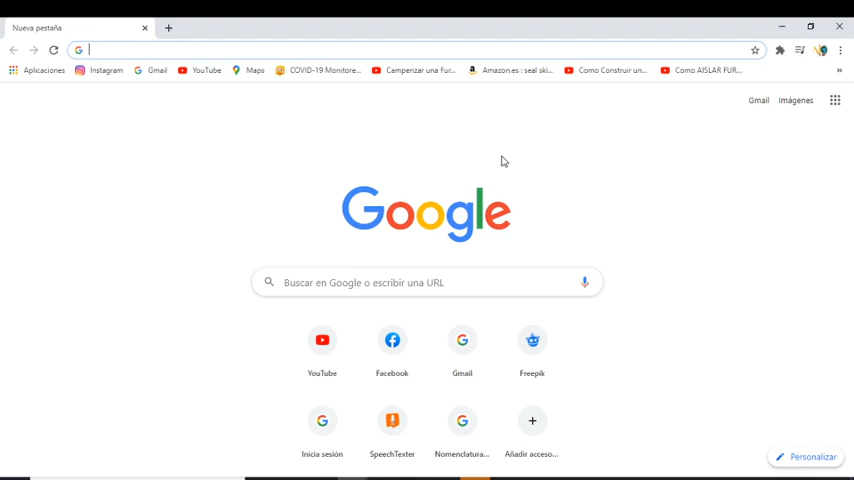 Nueva pestaña
Aplicaciones Instagram Gmail YouTube Maps COVID-19 Monitore... Camperizar una Fur... Amazon.es : seal ski... Como Construir un... Como AISLAR FUR... »
Gmail Imágenes
Google
Buscar en Google o escribir una URL
YouTube Facebook Gmail Freepik
Inicia sesión SpeechTexter Nomenclatura... Añadir acceso...
Personalizar